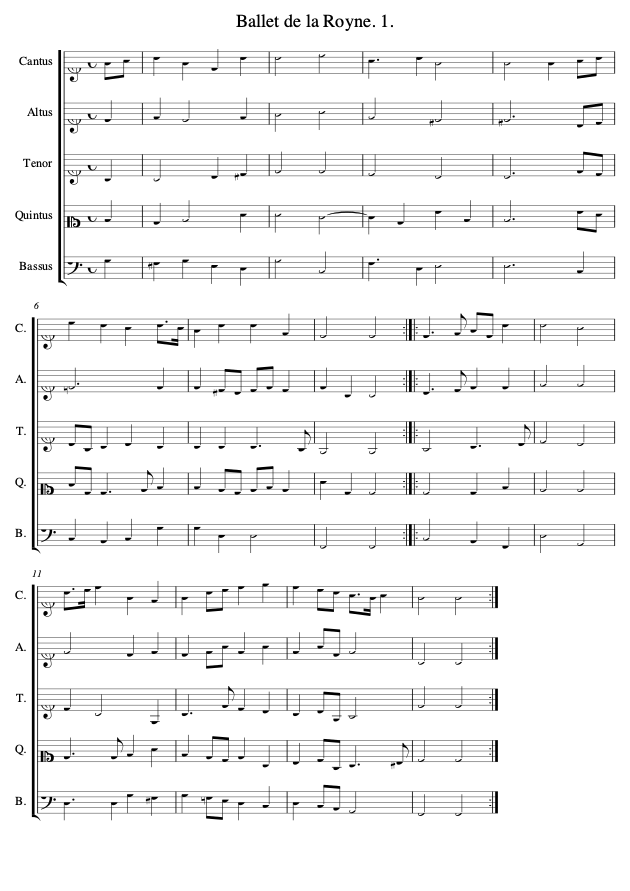 Ballet de la Royne. 1.
Cantus
Altus
Tenor
Quintus
Bassus
6
C.
A.
T.
Q.
B.
11
C.
A.
T.
Q.
B.